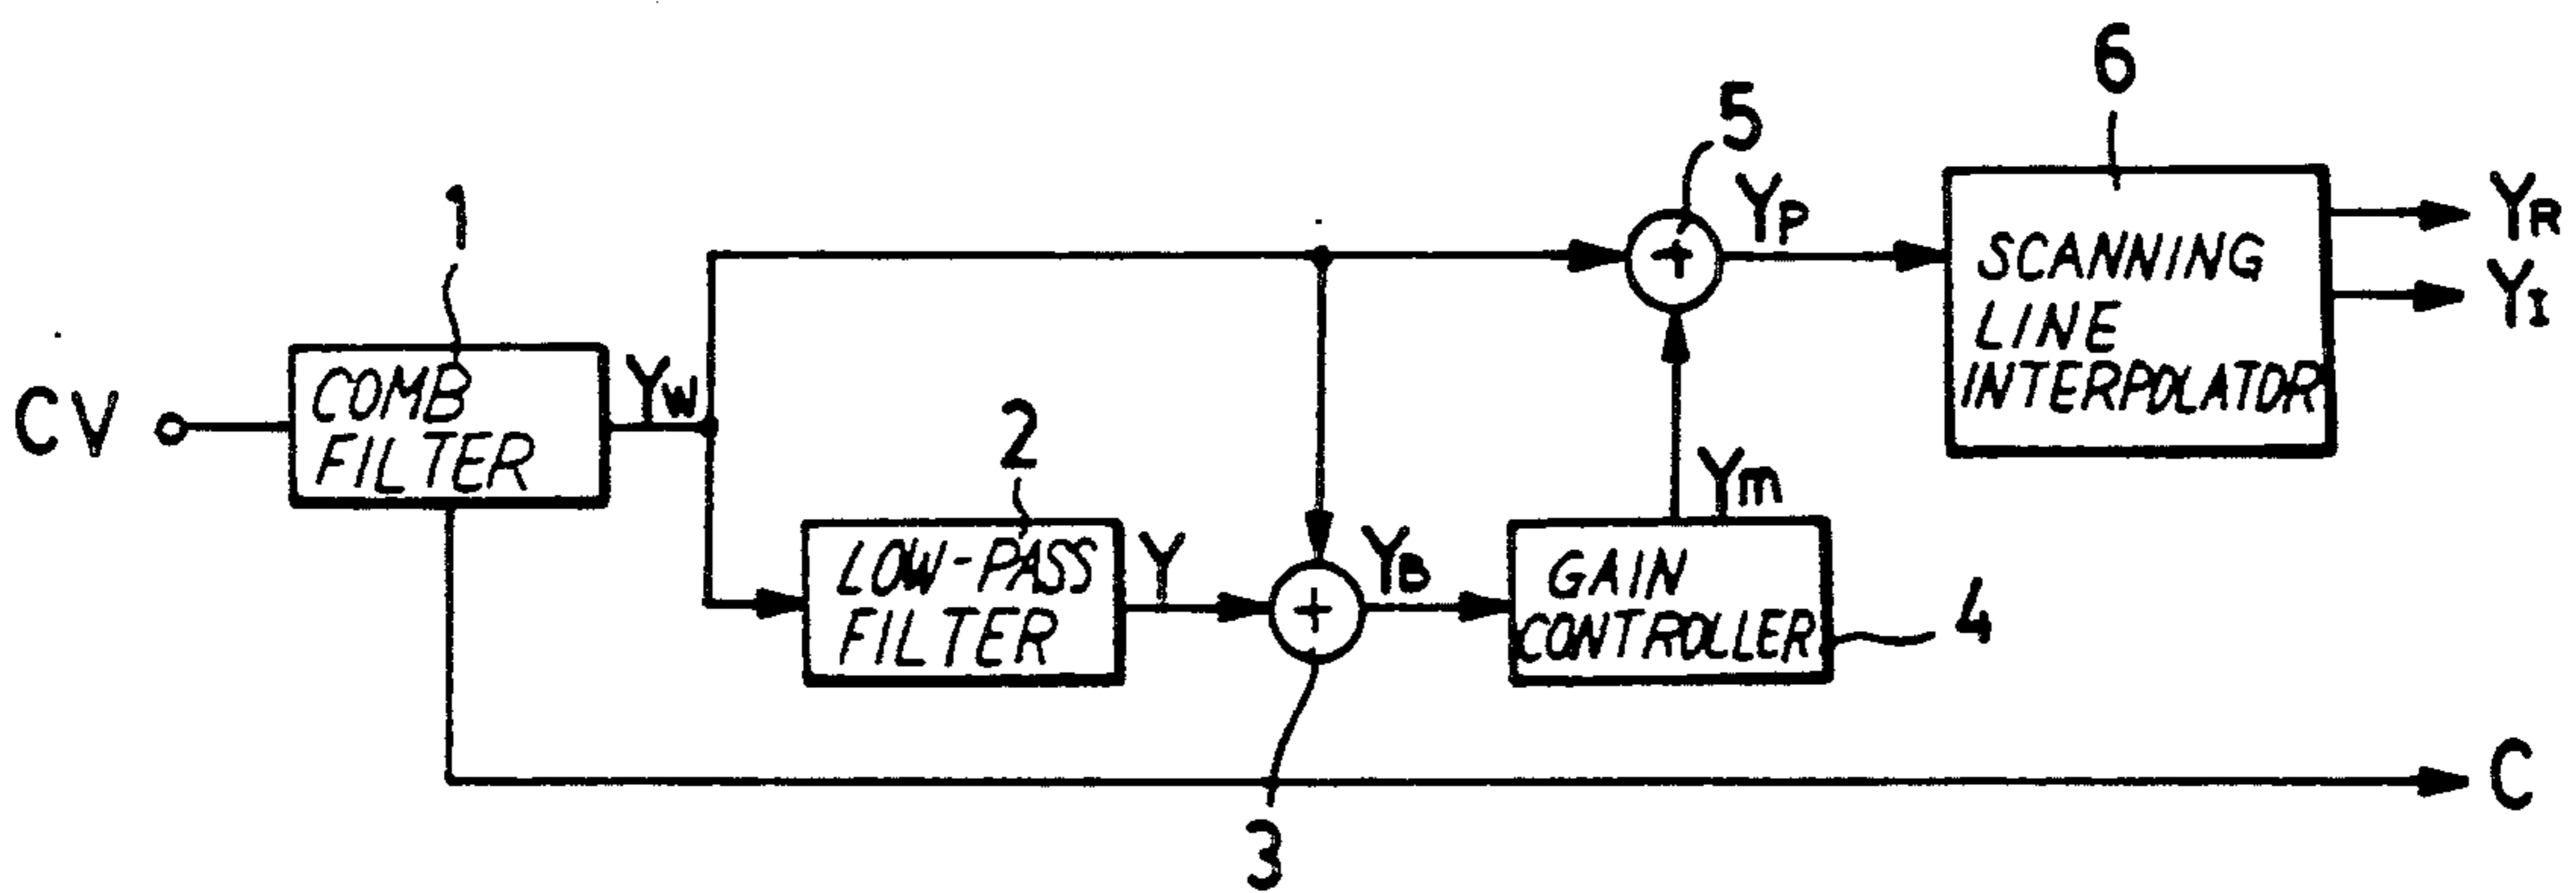 6
5
1
YP
YR
SCANNING
LINE
INTERPOLATOR
YI
COMB
FILTER
YW
CV
2
Ym
LOW-PASS
FILTER
Y
YB
GAIN
CONTROLLER
4
C
3